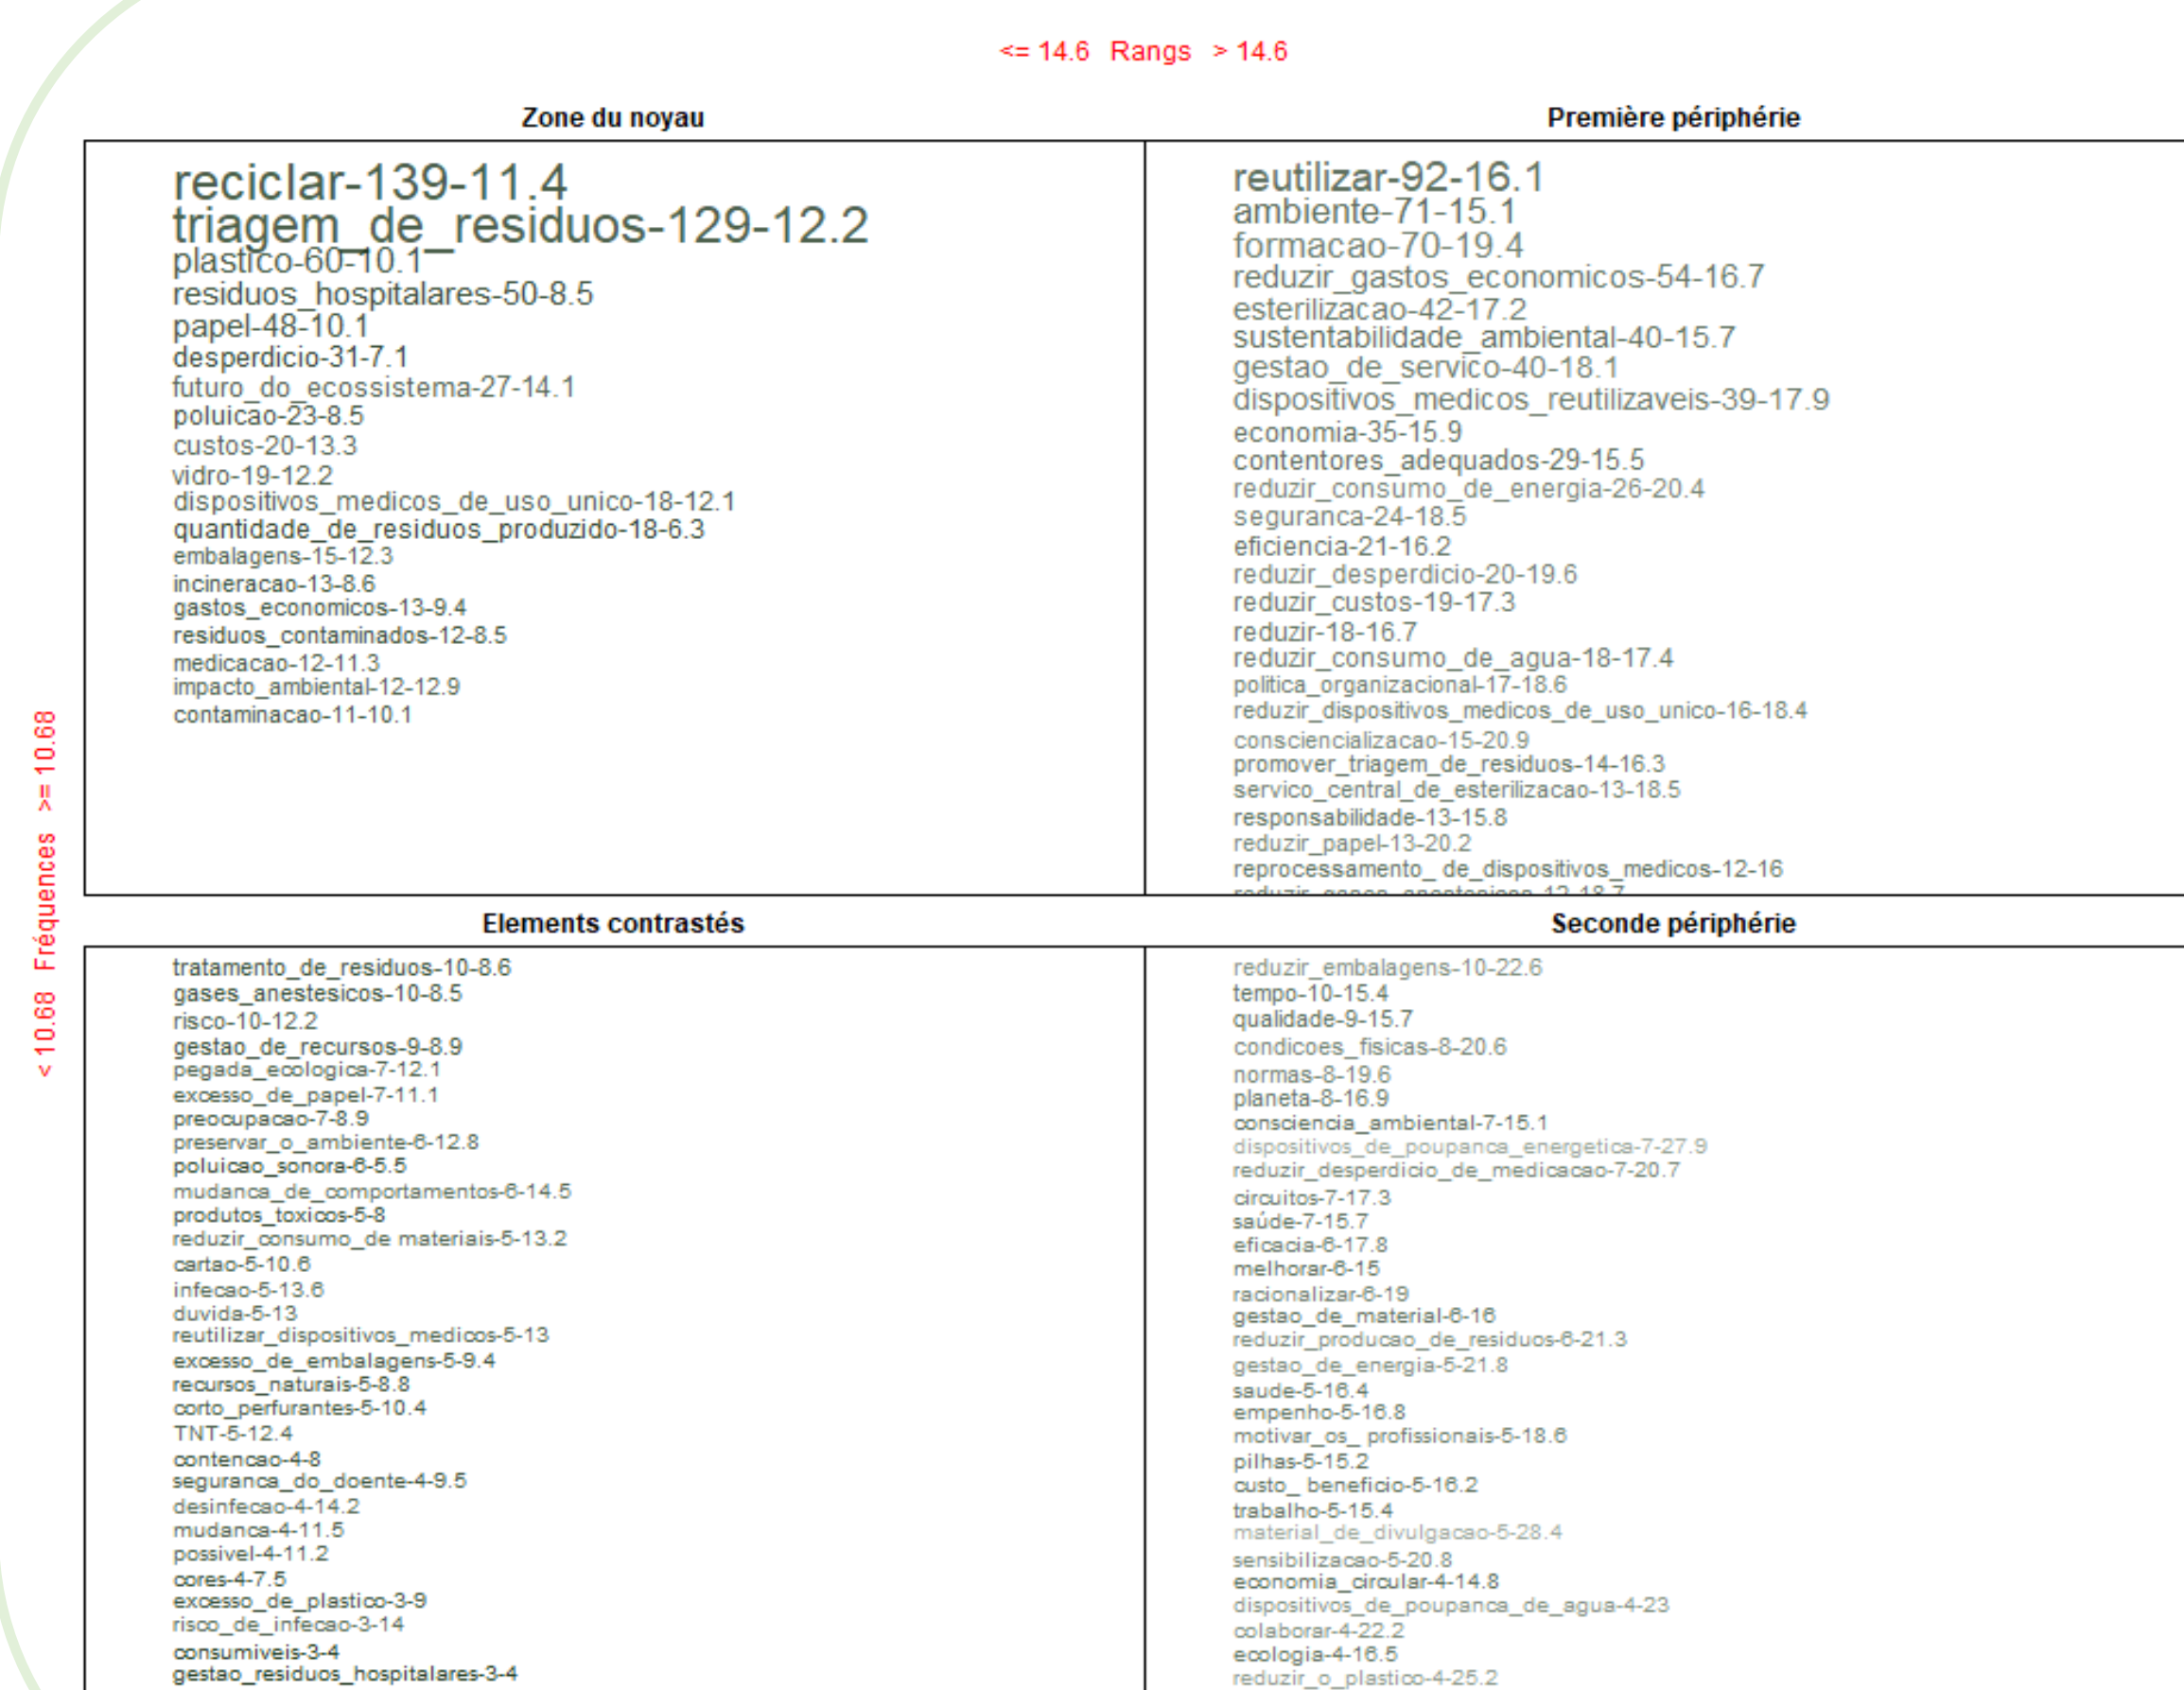 <= 14.6 Rangs > 14.6
Zone du noyau
reciclar-139-11.4
triagem_de_residuos-129-12.2
plastico-60-10.1
residuos_hospitalares-50-8.5
papel-48-10.1
desperdicio-31-7.1
futuro_do_ecossistema-27-14.1
poluicao-23-8.5
custos-20-13.3
vidro-19-12.2
dispositivos_medicos_de_uso_unico-18-12.1
quantidade_de_residuos_produzido-18-6.3
embalagens-15-12.3
incineracao-13-8.6
gastos_economicos-13-9.4
residuos_contaminados-12-8.5
medicacao-12-11.3
impacto_ambiental-12-12.9
contaminacao-11-10.1
Première périphérie
reutilizar-92-16.1
ambiente-71-15.1
formacao-70-19.4
reduzir_gastos_economicos-54-16.7
esterilizacao-42-17.2
sustentabilidade_ambiental-40-15.7
gestao_de_servico-40-18.1
dispositivos_medicos_reutilizaveis-39-17.9
economia-35-15.9
contentores_adequados-29-15.5
reduzir_consumo_de_energia-26-20.4
seguranca-24-18.5
eficiencia-21-16.2
reduzir_desperdicio-20-19.6
reduzir_custos-19-17.3
reduzir-18-16.7
reduzir_consumo_de_agua-18-17.4
politica_organizacional-17-18.6
reduzir_dispositivos_medicos_de_uso_unico-16-18.4
consciencializacao-15-20.9
promover_triagem_de_residuos-14-16.3
servico_central_de_esterilizacao-13-18.5
responsabilidade-13-15.8
reduzir_papel-13-20.2
reprocessamento_ de_dispositivos_medicos-12-16
reduzir_gases_anestesicos-12-18.7
< 10.68 Fréquences >= 10.68
Elements contrastés
tratamento_de_residuos-10-8.6
gases_anestesicos-10-8.5
risco-10-12.2
gestao_de_recursos-9-8.9
pegada_ecologica-7-12.1
excesso_de_papel-7-11.1
preocupacao-7-8.9
preservar_o_ambiente-6-12.8
poluicao_sonora-6-5.5
mudanca_de_comportamentos-6-14.5
produtos_toxicos-5-8
reduzir_consumo_de materiais-5-13.2
cartao-5-10.6
infecao-5-13.6
duvida-5-13
reutilizar_dispositivos_medicos-5-13
excesso_de_embalagens-5-9.4
recursos_naturais-5-8.8
corto_perfurantes-5-10.4
TNT-5-12.4
contencao-4-8
seguranca_do_doente-4-9.5
desinfecao-4-14.2
mudanca-4-11.5
possivel-4-11.2
cores-4-7.5
excesso_de_plastico-3-9
risco_de_infecao-3-14
consumiveis-3-4
gestao_residuos_hospitalares-3-4
Seconde périphérie
reduzir_embalagens-10-22.6
tempo-10-15.4
qualidade-9-15.7
condicoes_fisicas-8-20.6
normas-8-19.6
planeta-8-16.9
consciencia_ambiental-7-15.1
dispositivos_de_poupanca_energetica-7-27.9
reduzir_desperdicio_de_medicacao-7-20.7
circuitos-7-17.3
saúde-7-15.7
eficacia-6-17.8
melhorar-6-15
racionalizar-6-19
gestao_de_material-6-16
reduzir_producao_de_residuos-6-21.3
gestao_de_energia-5-21.8
saude-5-16.4
empenho-5-16.8
motivar_os_ profissionais-5-18.6
pilhas-5-15.2
custo_ beneficio-5-16.2
trabalho-5-15.4
material_de_divulgacao-5-28.4
sensibilizacao-5-20.8
economia_circular-4-14.8
dispositivos_de_poupanca_de_agua-4-23
colaborar-4-22.2
ecologia-4-16.5
reduzir_o_plastico-4-25.2